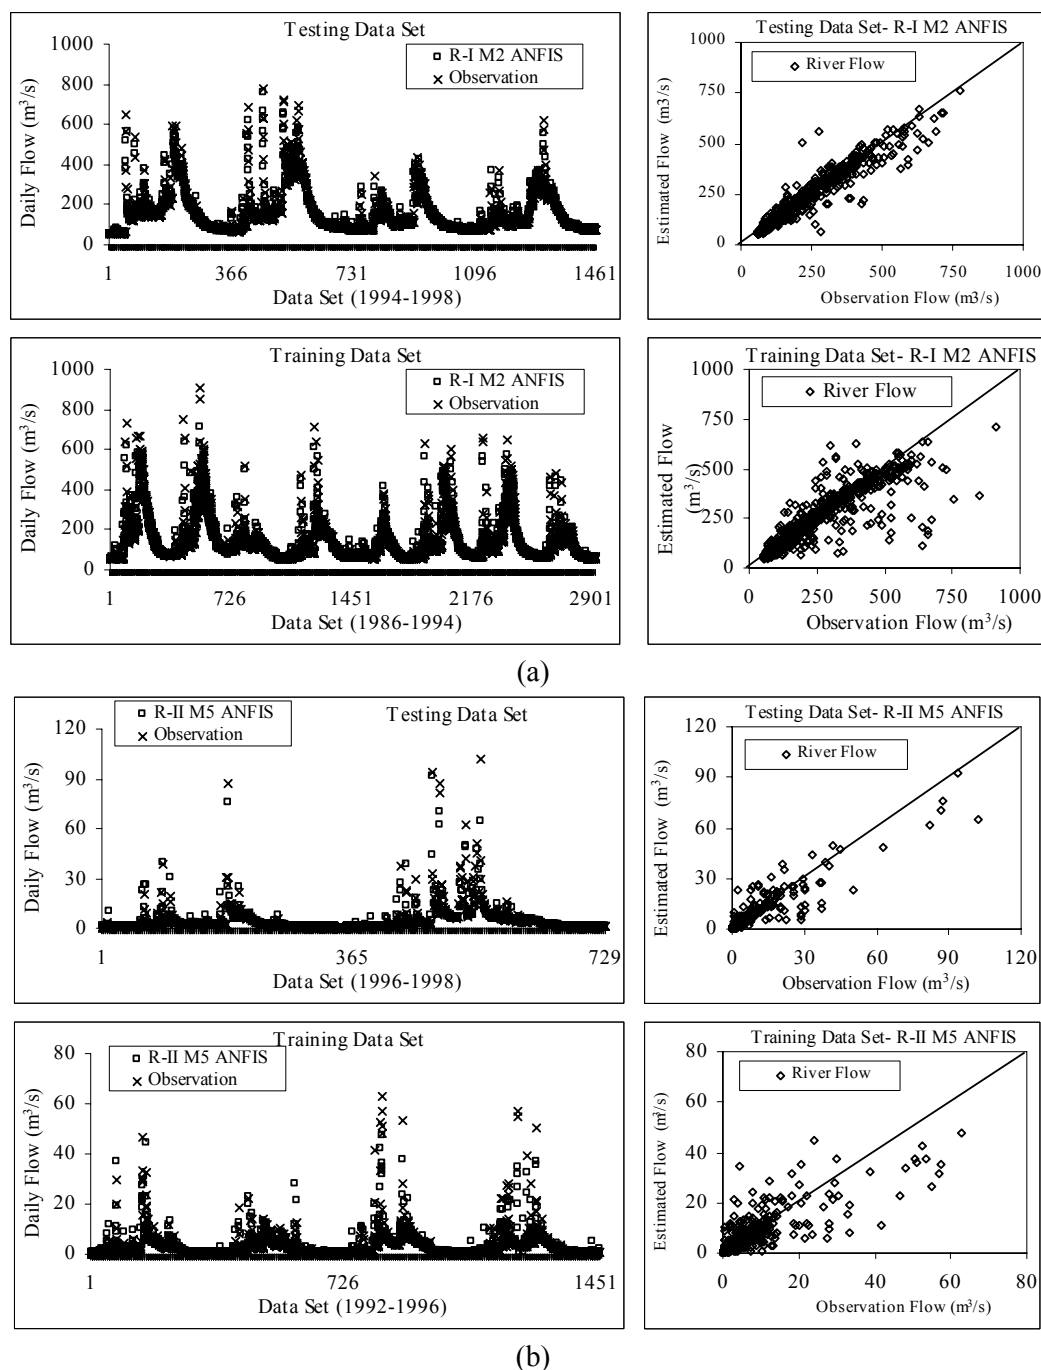 (a)
Testing Data Set
R-I M2 ANFIS
Observation
Daily Flow (m³/s)
1000
800
600
400
200
0
1 366 731 1096 1461
Data Set (1994-1998)
Testing Data Set- R-I M2 ANFIS
River Flow
Estimated Flow (m3/s)
1000
750
500
250
0
0 250 500 750 1000
Observation Flow (m3/s)
Training Data Set
R-I M2 ANFIS
Observation
Daily Flow (m³/s)
1000
800
600
400
200
0
1 726 1451 2176 2901
Data Set (1986-1994)
Training Data Set- R-I M2 ANFIS
River Flow
Estimated Flow
(m³/s)
1000
750
500
250
0
0 250 500 750 1000
Observation Flow (m³/s)
(a)
R-II M5 ANFIS
Observation
Testing Data Set
Daily Flow (m³/s)
120
90
60
30
0
1 365 729
Data Set (1996-1998)
Testing Data Set- R-II M5 ANFIS
River Flow
Estimated Flow (m³/s)
120
90
60
30
0
0 30 60 90 120
Observation Flow (m³/s)
Training Data Set
R-II M5 ANFIS
Observation
Daily Flow (m³/s)
80
60
40
20
0
1 726 1451
Data Set (1992-1996)
Training Data Set- R-II M5 ANFIS
River Flow
Estimated Flow (m³/s)
80
60
40
20
0
0 20 40 60 80
Observation Flow (m³/s)
(b)